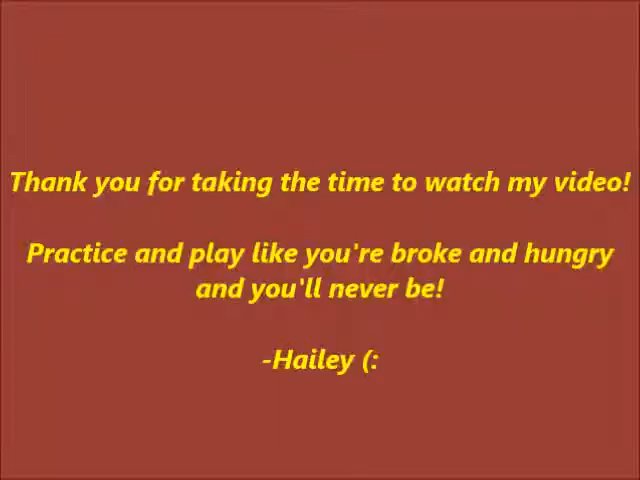 Thank you for taking the time to watch my video!
Practice and play like you're broke and hungry
and you'll never be!
-Hailey (: